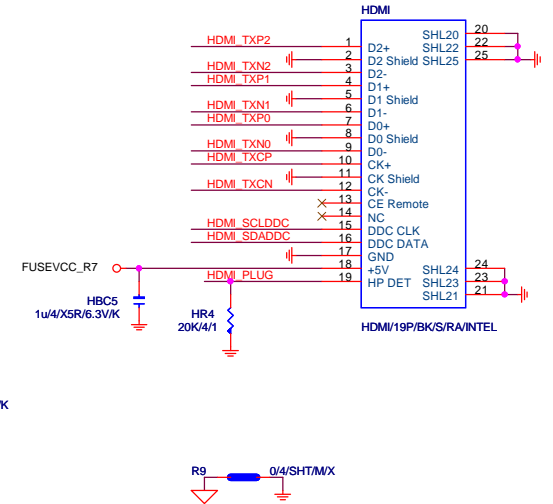 HDMI
HDMI_TXP2 1 D2+ SHL20 20
2 D2 Shield SHL22 22
HDMI_TXN2 3 D2- SHL25 25
HDMI_TXP1 4 D1+
5 D1 Shield
HDMI_TXN1 6 D1-
HDMI_TXP0 7 D0+
8 D0 Shield
HDMI_TXN0 9 D0-
HDMI_TXCP 10 CK+
11 CK Shield
HDMI_TXCN 12 CK-
13 CE Remote
14 NC
HDMI_SCLDDC 15 DDC CLK
HDMI_SDADDC 16 DDC DATA
17 GND
FUSEVCC_R7 18 +5V SHL24 24
HDMI_PLUG 19 HP DET SHL23 23
SHL21 21
HBC5
1u/4/X5R/6.3V/K
HR4
20K/4/1
HDMI/19P/BK/S/RA/INTEL
/K
R9 0/4/SHT/M/X